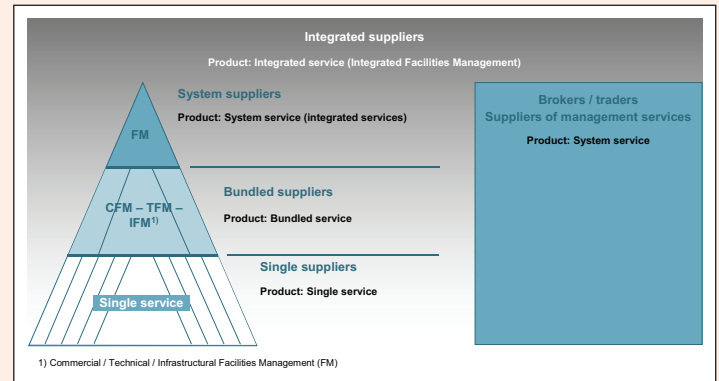 Integrated suppliers
Product: Integrated service (Integrated Facilities Management)
System suppliers
Product: System service (integrated services)
FM
Bundled suppliers
Product: Bundled service
CFM – TFM –
IFM1)
Single suppliers
Product: Single service
Single service
Brokers / traders
Suppliers of management services
Product: System service
1) Commercial / Technical / Infrastructural Facilities Management (FM)